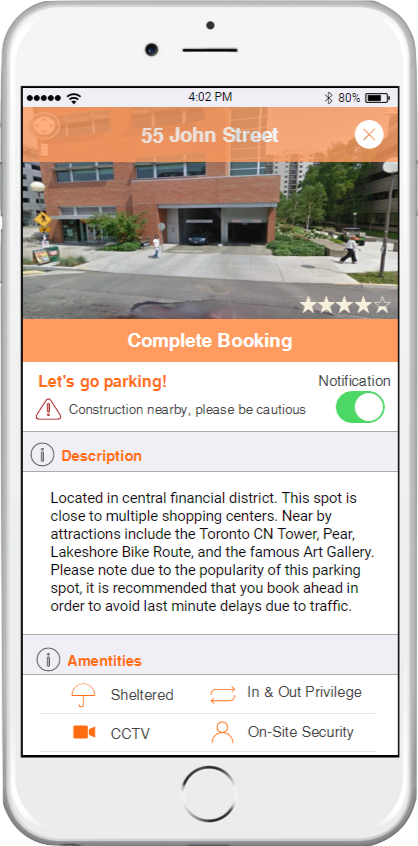 4:02 PM
80%
55 John Street
Complete Booking
Let's go parking!
Notification
Construction nearby, please be cautious
Description
Located in central financial district. This spot is
close to multiple shopping centers. Near by
attractions include the Toronto CN Tower, Pear,
Lakeshore Bike Route, and the famous Art Gallery.
Please note due to the popularity of this parking
spot, it is recommended that you book ahead in
order to avoid last minute delays due to traffic.
Amentities
Sheltered
In & Out Privilege
CCTV
On-Site Security